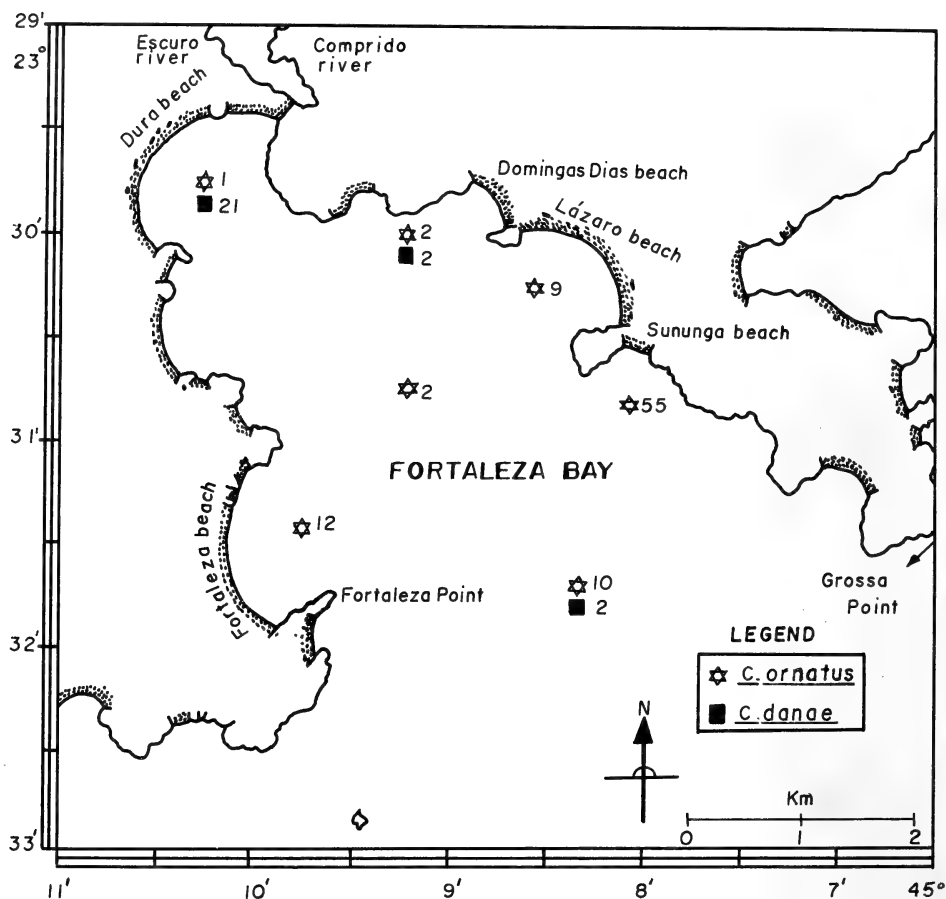 29'
23°
Escuro
river
Comprido
river
Dura beach
Domingas Dias beach
Lázaro beach
1
21
30'
2
2
9
Sununga beach
2
55
31'
FORTALEZA BAY
Fortaleza beach
12
10
2
Grossa
Point
Fortaleza Point
32'
LEGEND
C. ornatus
C. danae
N
Km
0 1 2
33'
11' 10' 9' 8' 7' 45°